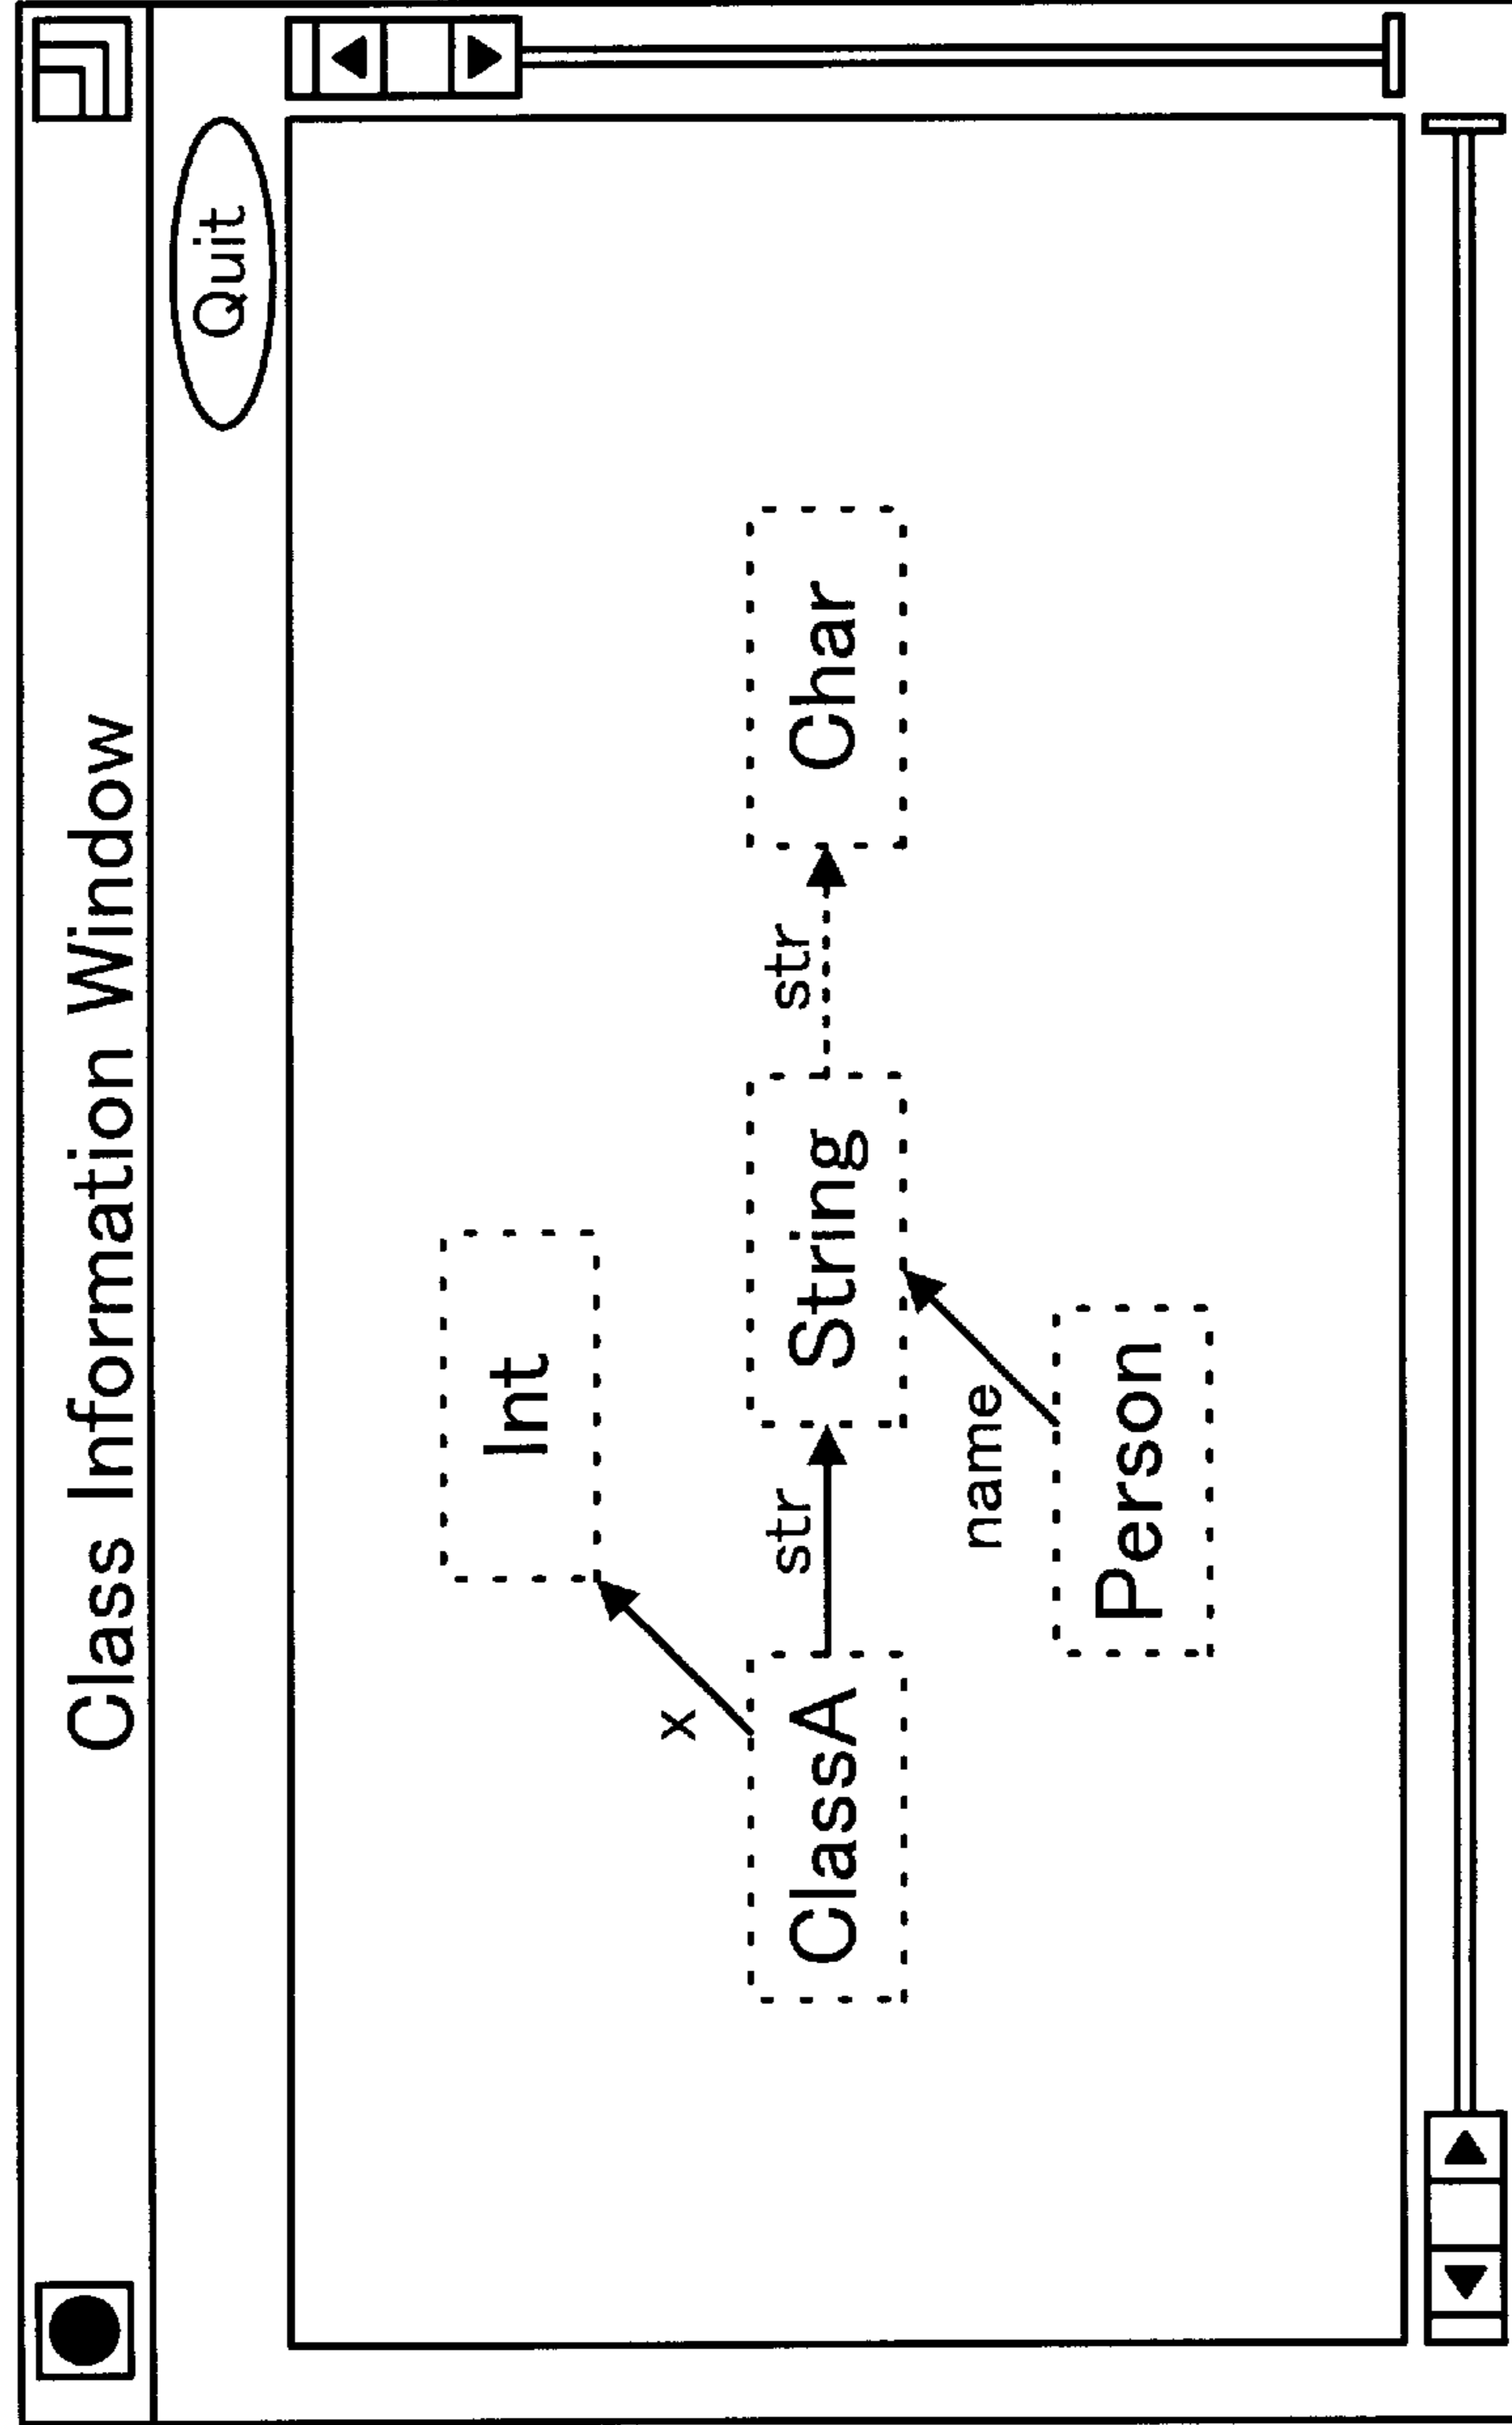 Class Information Window
Quit
Int
x
ClassA
str
String
str
Char
name
Person